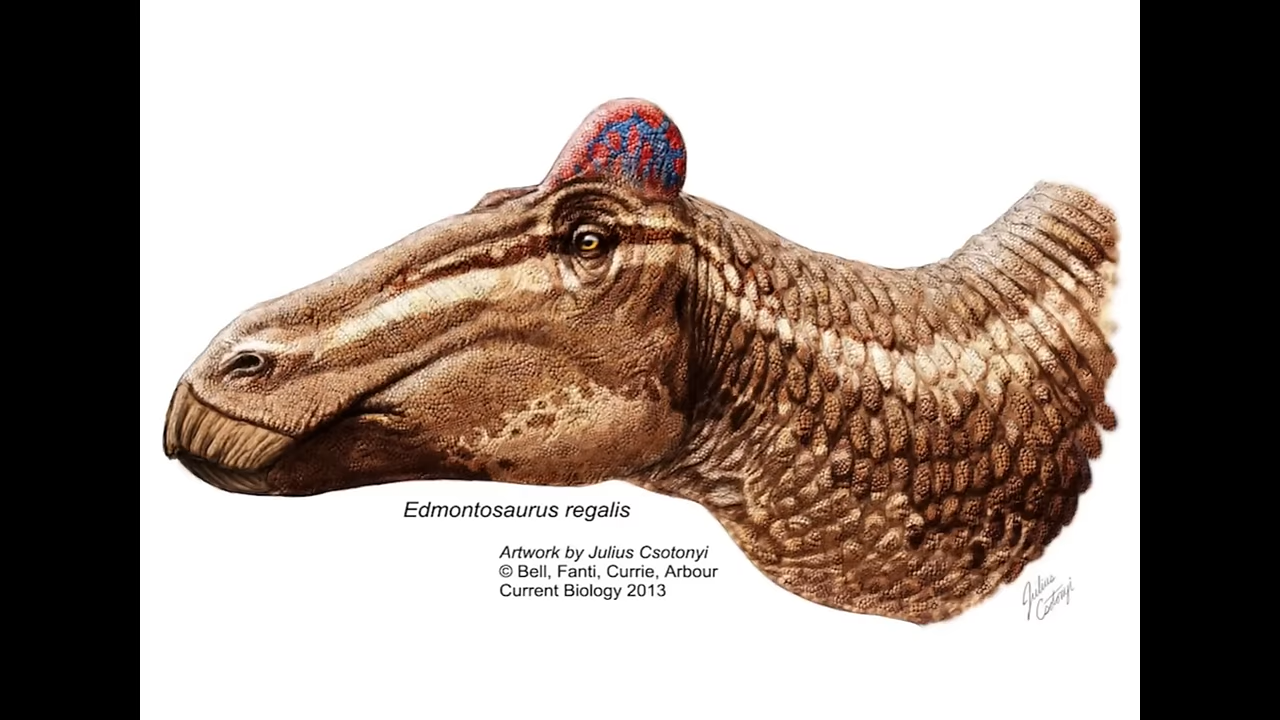 Edmontosaurus regalis
Artwork by Julius Csotonyi
© Bell, Fanti, Currie, Arbour
Current Biology 2013
Julius
Csotonyi